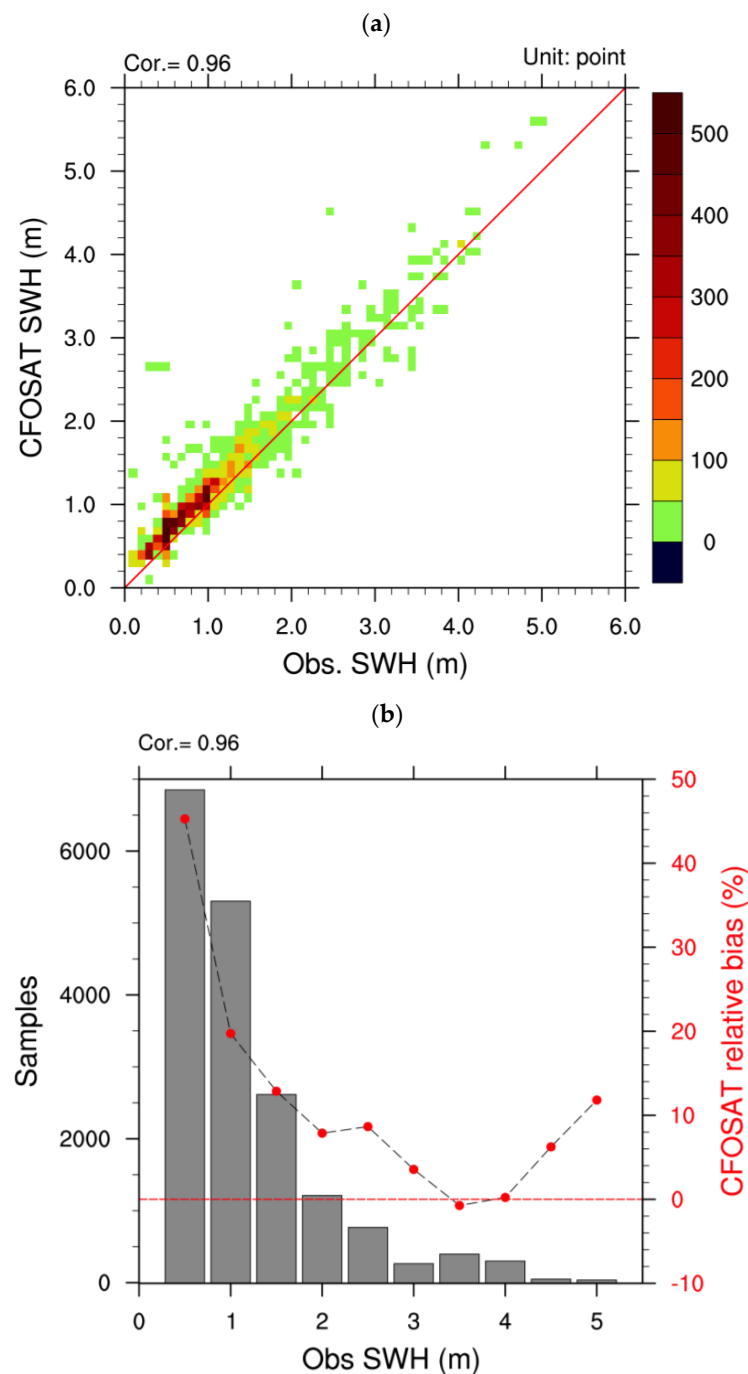 (a)
Cor.= 0.96 Unit: point
6.0
5.0
4.0
3.0
2.0
1.0
0.0
CFOSAT SWH (m)
0.0 1.0 2.0 3.0 4.0 5.0 6.0
Obs. SWH (m)
500
400
300
200
100
0
(b)
Cor.= 0.96
6000
4000
2000
0
Samples
50
40
30
20
10
0
-10
CFOSAT relative bias (%)
0 1 2 3 4 5
Obs SWH (m)